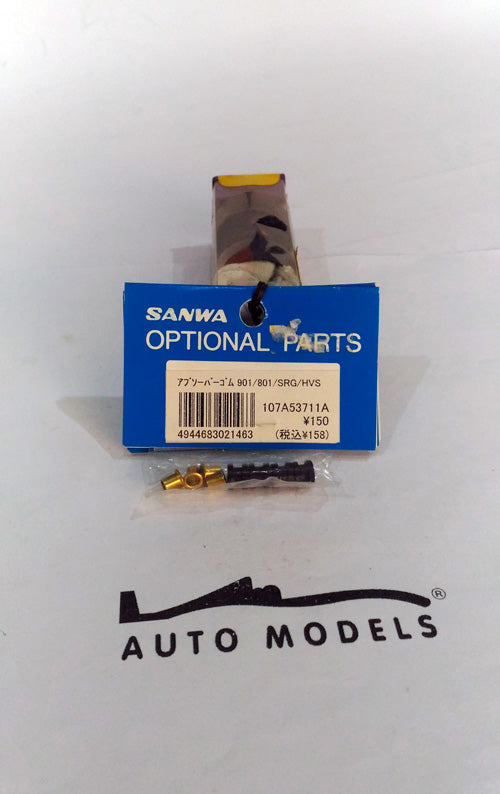 SANWA
OPTIONAL PARTS
ｱﾌﾞｿｰﾊﾞｰｺﾞﾑ 901/801/SRG/HVS
107A53711A
¥150
4944683021463
(税込¥158)
®
AUTO MODELS